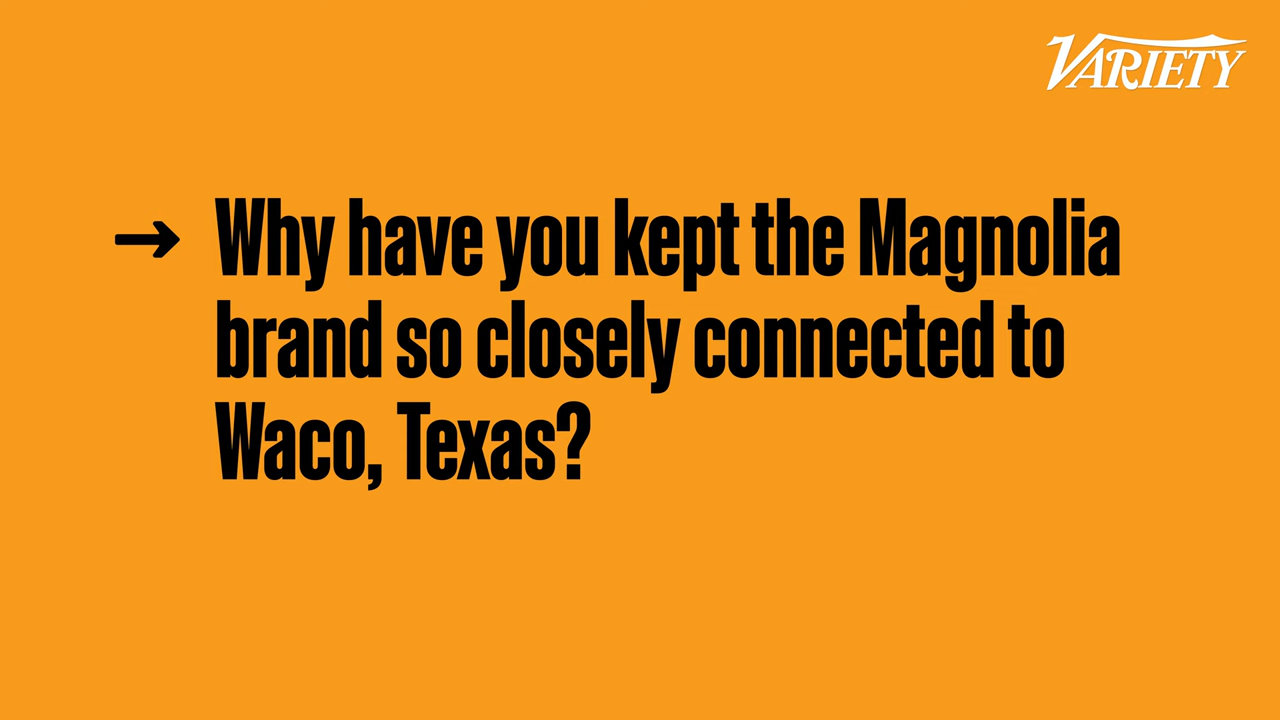 VARIETY
→ Why have you kept the Magnolia
brand so closely connected to
Waco, Texas?